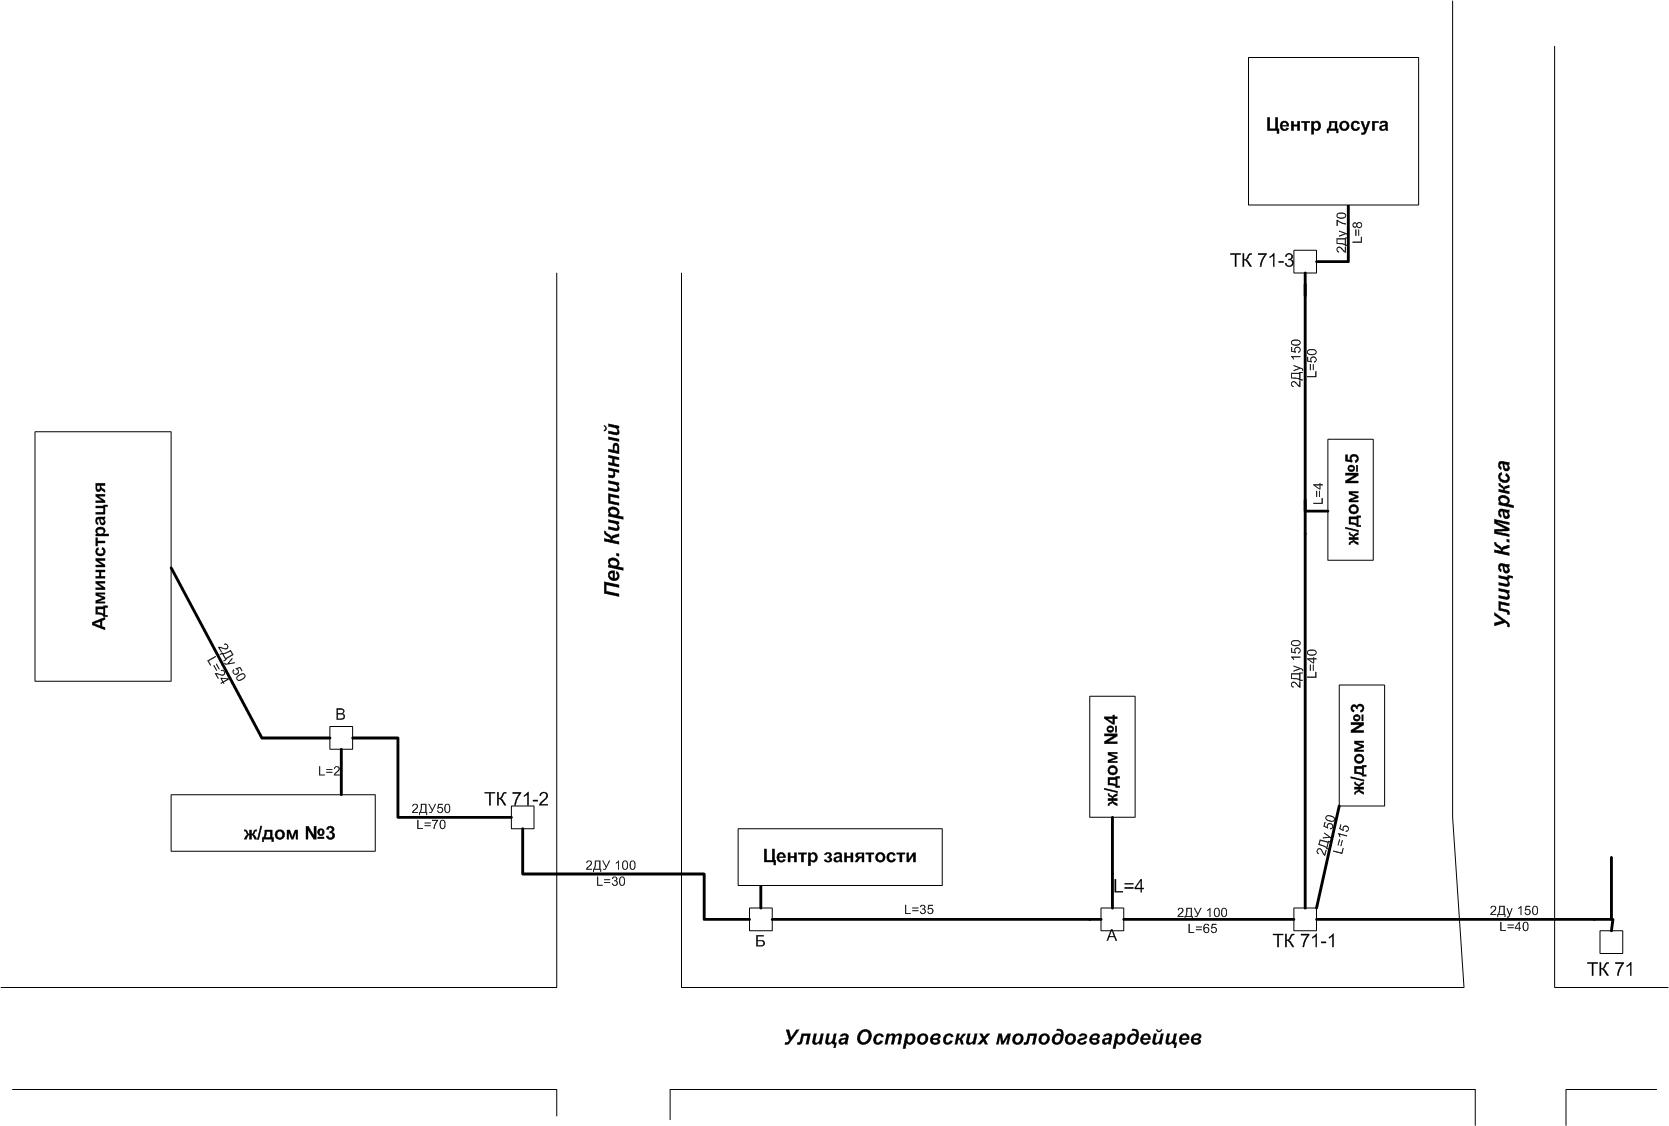 Центр досуга
2Ду 70
L=8
ТК 71-3
2Ду 150
L=50
Пер. Кирпичный
Администрация
ж/дом №5
L=4
Улица К.Маркса
2Ду 50
L=24
2Ду 150
L=40
В
ж/дом №4
ж/дом №3
L=2
ТК 71-2
2ДУ50
L=70
ж/дом №3
2Ду 50
L=15
Центр занятости
2ДУ 100
L=30
L=4
L=35
2ДУ 100
L=65
2Ду 150
L=40
Б
А
ТК 71-1
ТК 71
Улица Островских молодогвардейцев